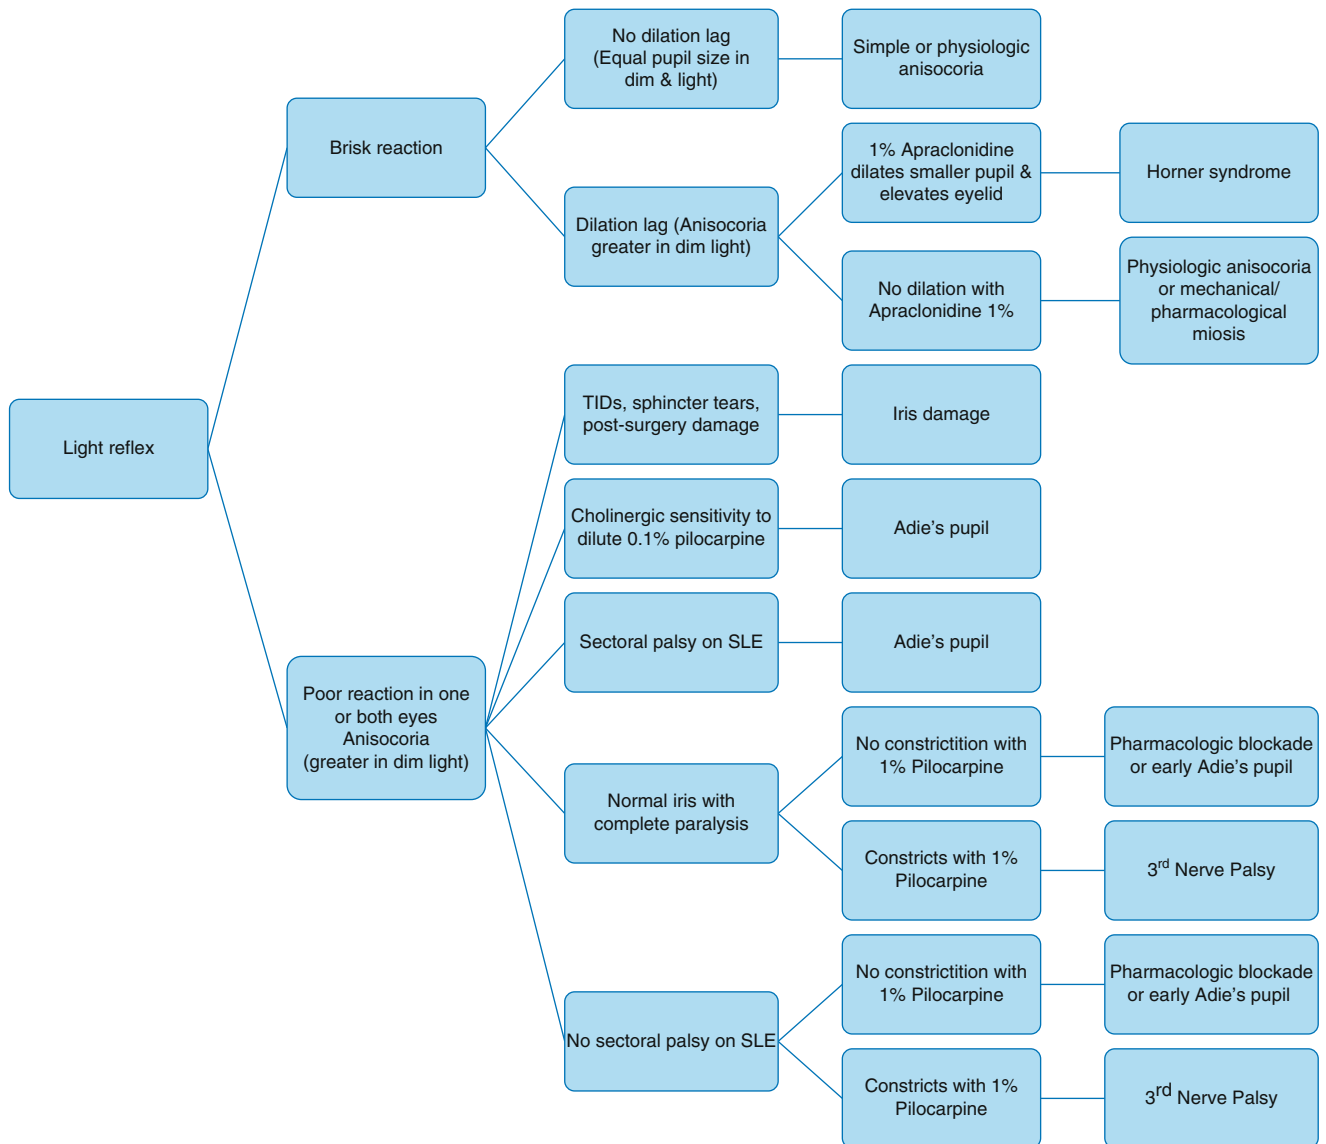 No dilation lag
(Equal pupil size in
dim & light)
Simple or physiologic
anisocoria
Brisk reaction
1% Apraclonidine
dilates smaller pupil &
elevates eyelid
Horner syndrome
Dilation lag (Anisocoria
greater in dim light)
No dilation with
Apraclonidine 1%
Physiologic anisocoria
or mechanical/
pharmacological
miosis
Light reflex
TIDs, sphincter tears,
post-surgery damage
Iris damage
Cholinergic sensitivity to
dilute 0.1% pilocarpine
Adie's pupil
Sectoral palsy on SLE
Adie's pupil
Poor reaction in one
or both eyes
Anisocoria
(greater in dim light)
Normal iris with
complete paralysis
No constrictition with
1% Pilocarpine
Pharmacologic blockade
or early Adie's pupil
Constricts with 1%
Pilocarpine
3rd Nerve Palsy
No sectoral palsy on SLE
No constrictition with
1% Pilocarpine
Pharmacologic blockade
or early Adie's pupil
Constricts with 1%
Pilocarpine
3rd Nerve Palsy